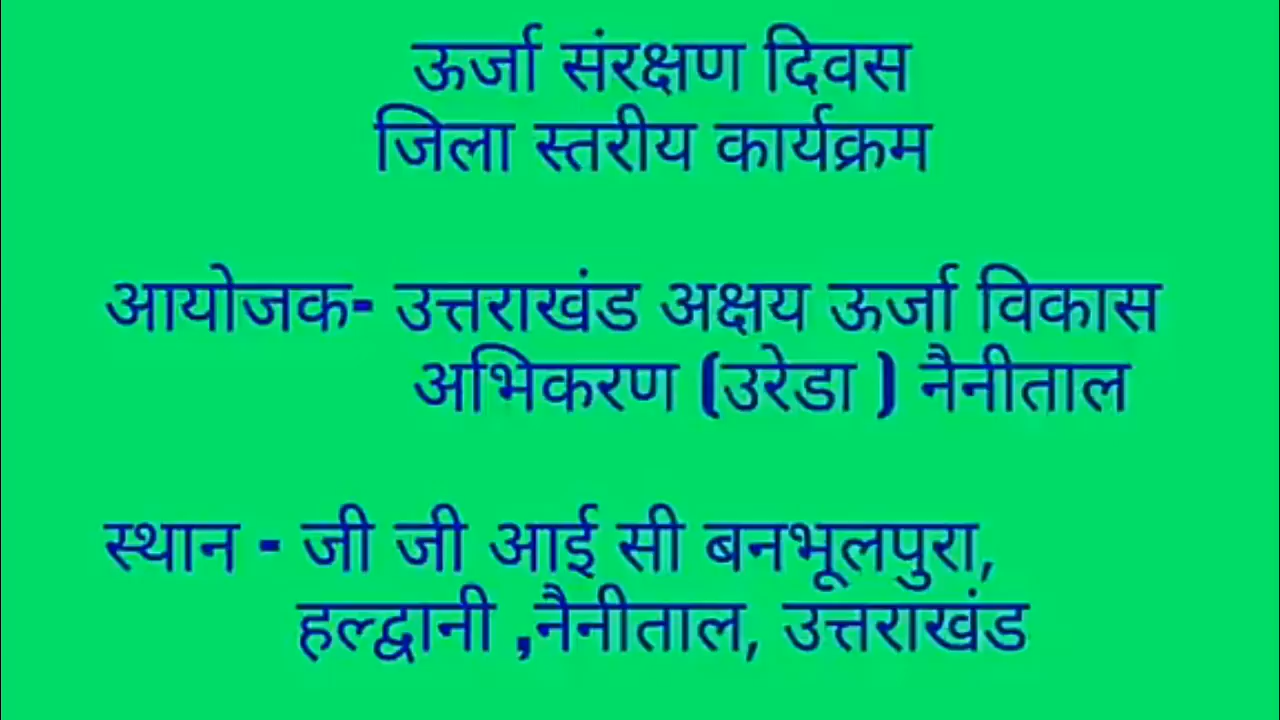 ऊर्जा संरक्षण दिवस
जिला स्तरीय कार्यक्रम
आयोजक- उत्तराखंड अक्षय ऊर्जा विकास
अभिकरण (उरेडा ) नैनीताल
स्थान - जी जी आई सी बनभूलपुरा,
हल्द्वानी ,नैनीताल, उत्तराखंड